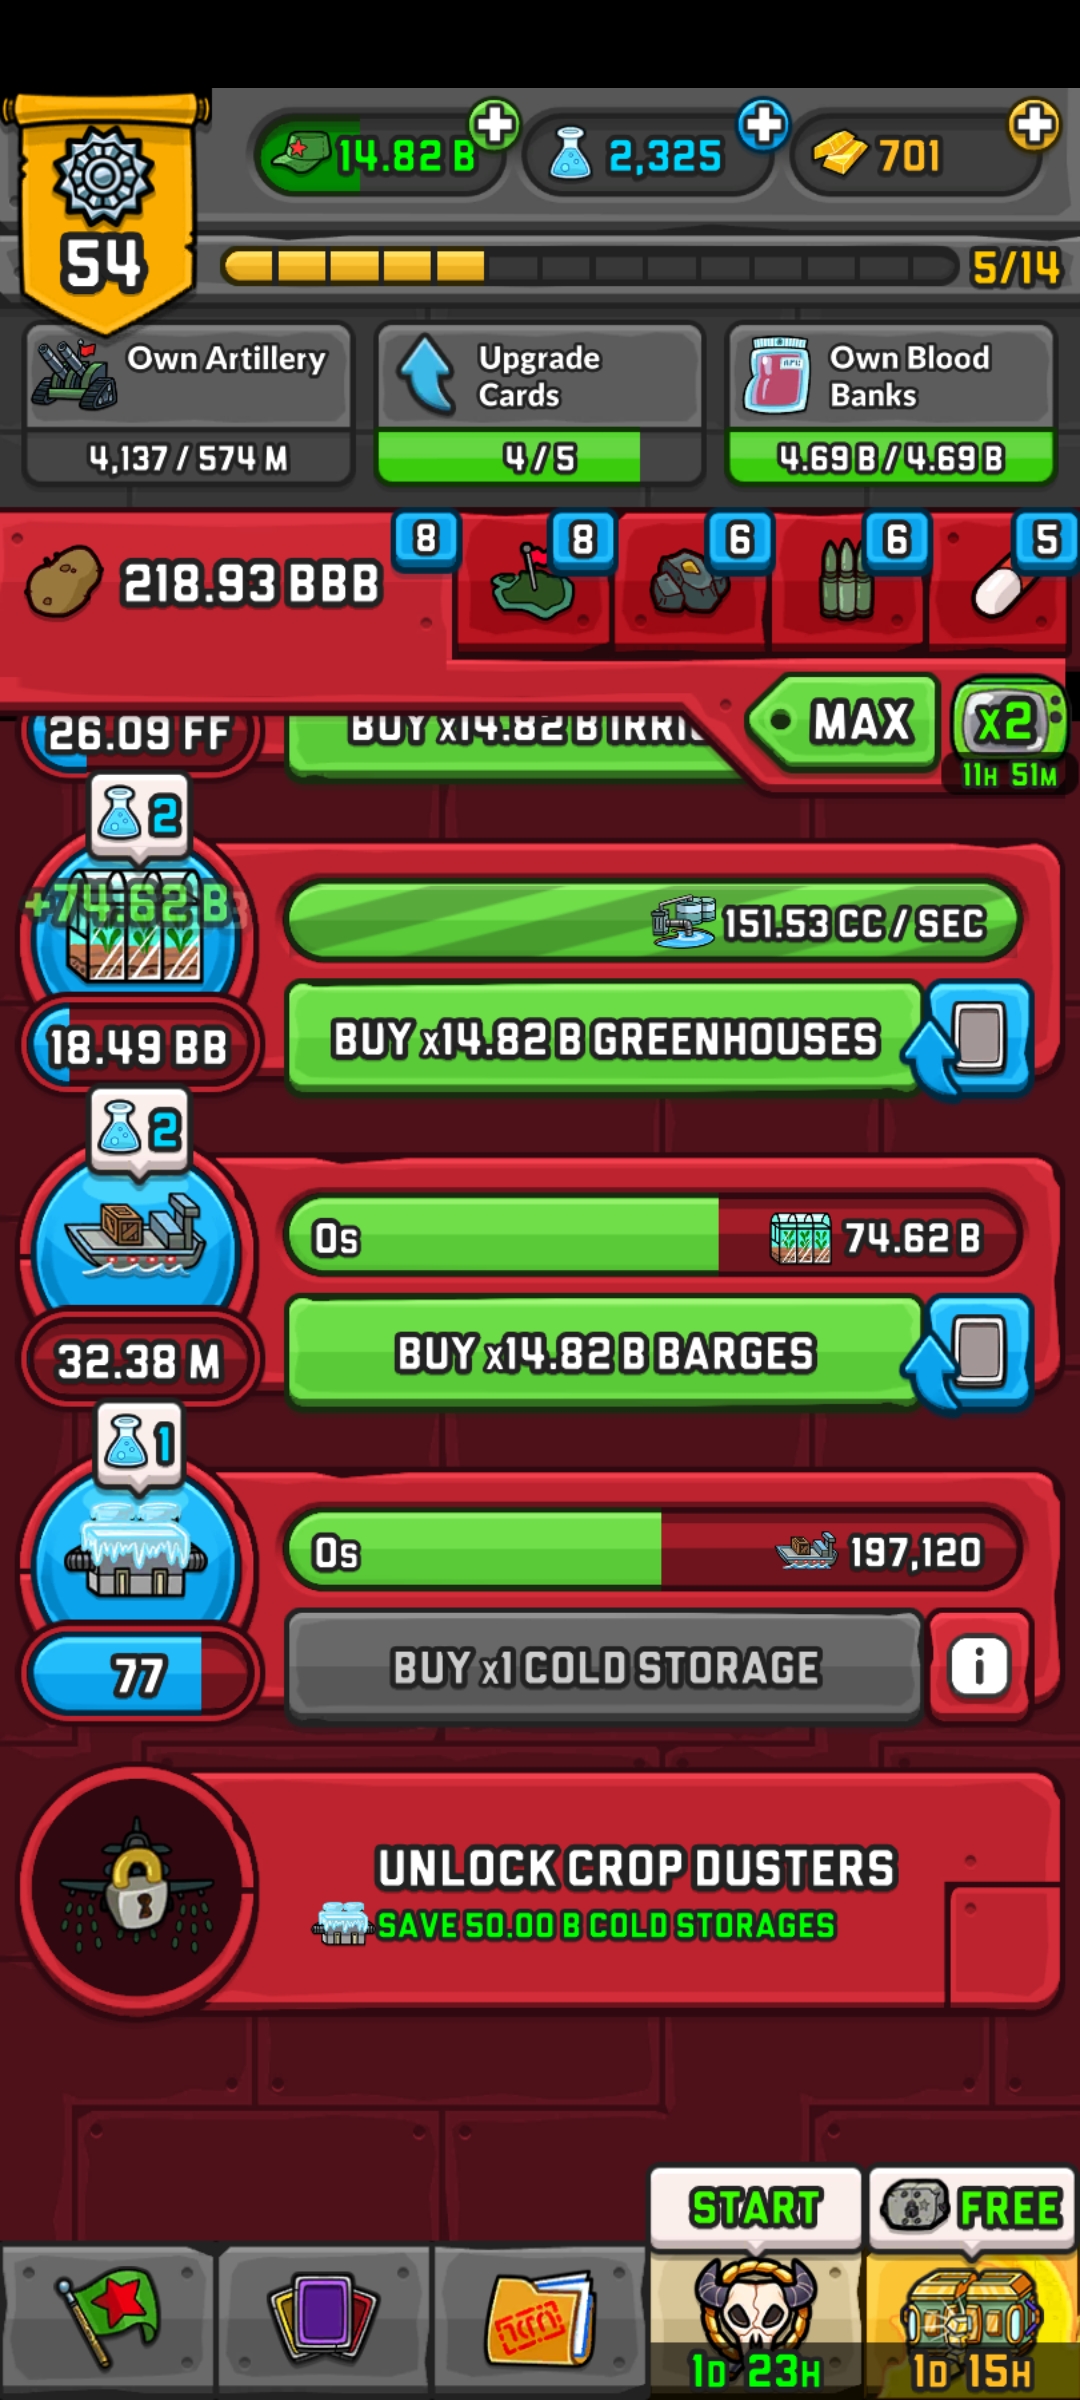 14.82 B
2,325
701
54
5/14
Own Artillery
4,137 / 574 M
Upgrade
Cards
4 / 5
Own Blood
Banks
4.69 B / 4.69 B
218.93 BBB
8
8
6
6
5
MAX
x2
11H 51M
26.09 FF
BUY x14.82 B IRRI
2
+74.62 B
151.53 CC / SEC
18.49 BB
BUY x14.82 B GREENHOUSES
2
0s
74.62 B
32.38 M
BUY x14.82 B BARGES
1
0s
197,120
77
BUY x1 COLD STORAGE
i
UNLOCK CROP DUSTERS
SAVE 50.00 B COLD STORAGES
START
FREE
1D 23H
1D 15H